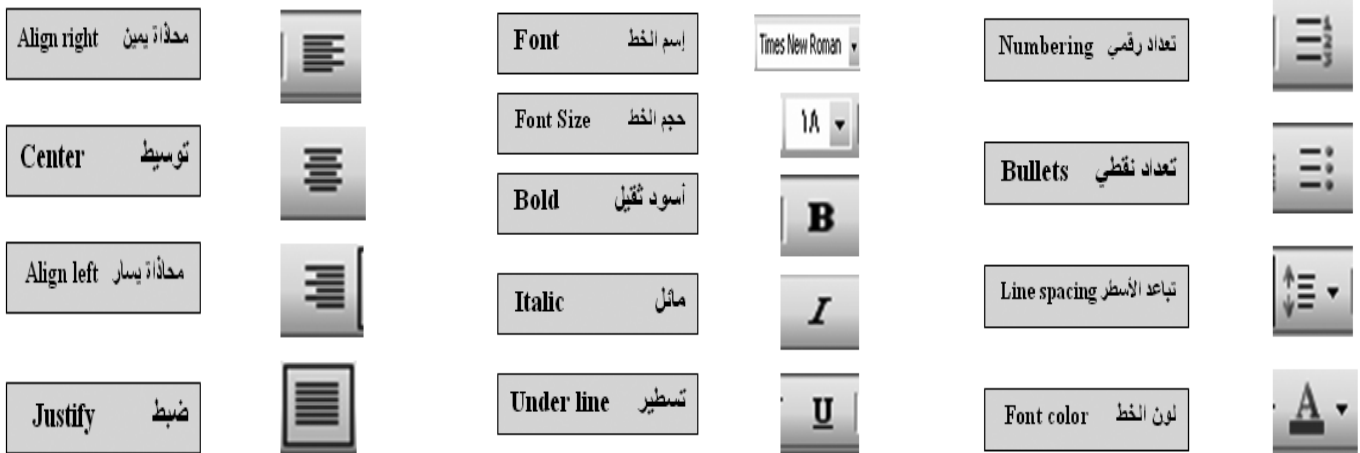 Align right محاذاة يمين
Center توسيط
Align left محاذاة يسار
Justify ضبط
Font إسم الخط
Times New Roman
Font Size حجم الخط
١٨
Bold أسود ثقيل
B
Italic مائل
I
Under line تسطير
U
Numbering تعداد رقمي
Bullets تعداد نقطي
Line spacing تباعد الأسطر
Font color لون الخط
A